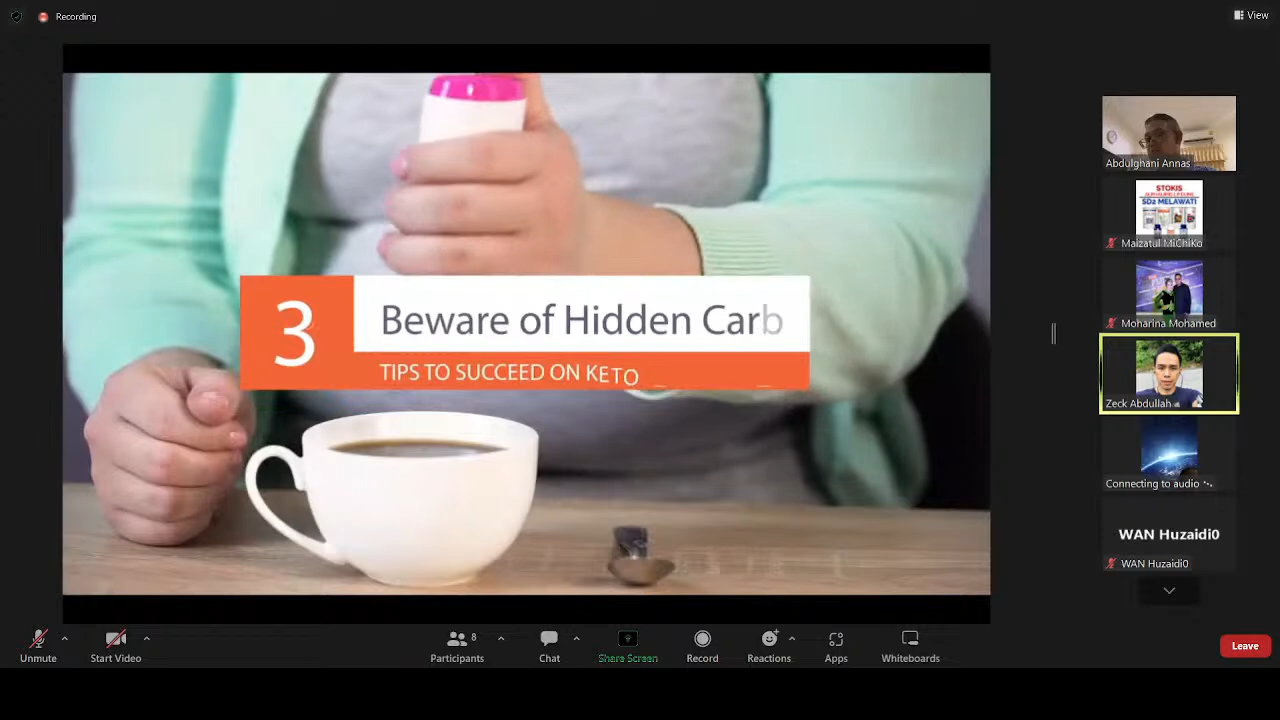 Recording
View
3
Beware of Hidden Carb
TIPS TO SUCCEED ON KETO
Abdulghani Annas
STOKIS
SD2 MELAWATI
Maizatul MiChiKo
Moharina Mohamed
Zeck Abdullah
Connecting to audio
WAN Huzaidi0
WAN Huzaidi0
Unmute
Start Video
Participants
8
Chat
Share Screen
Record
Reactions
Apps
Whiteboards
Leave